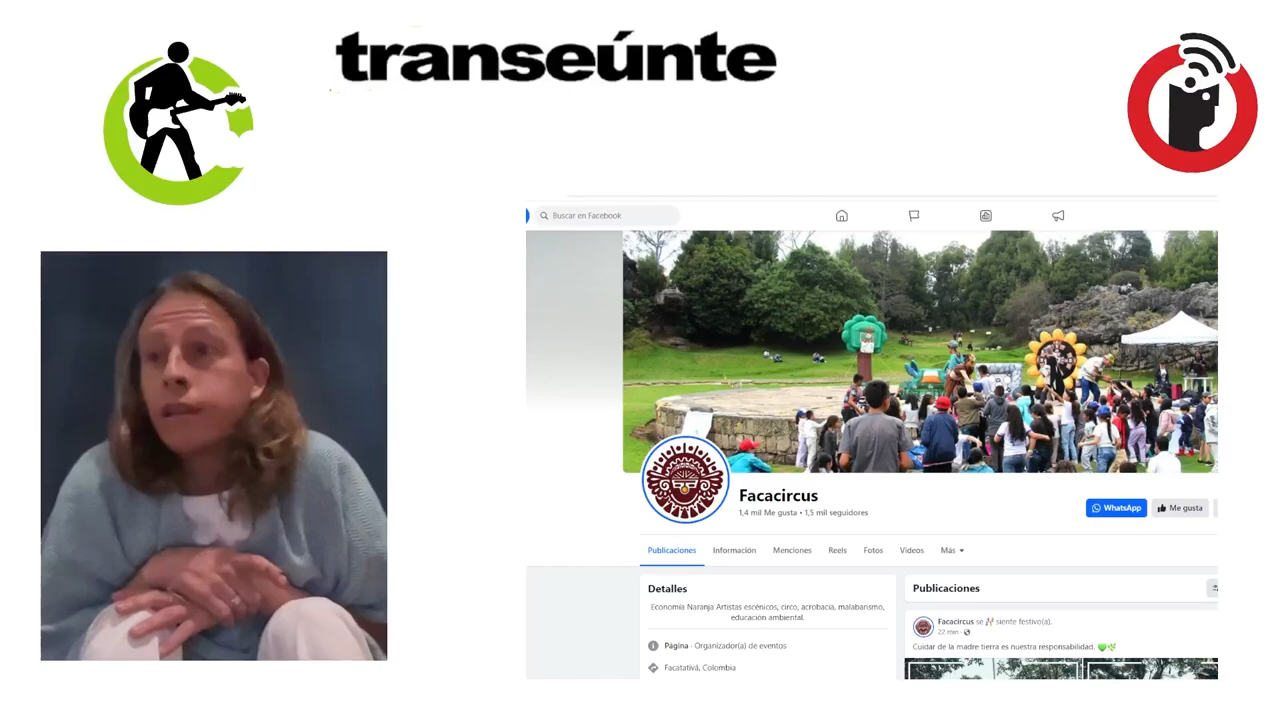 transeúnte
Buscar en Facebook
Facacircus
1,4 mil Me gusta • 1,5 mil seguidores
WhatsApp
Me gusta
Publicaciones
Información
Menciones
Reels
Fotos
Videos
Más
Detalles
Economía Naranja Artistas escénicos, circo, acrobacia, malabarismo,
educación ambiental.
Página · Organizador(a) de eventos
Facatativá, Colombia
Publicaciones
Facacircus se siente festivo(a).
22 min ·
Cuidar de la madre tierra es nuestra responsabilidad.